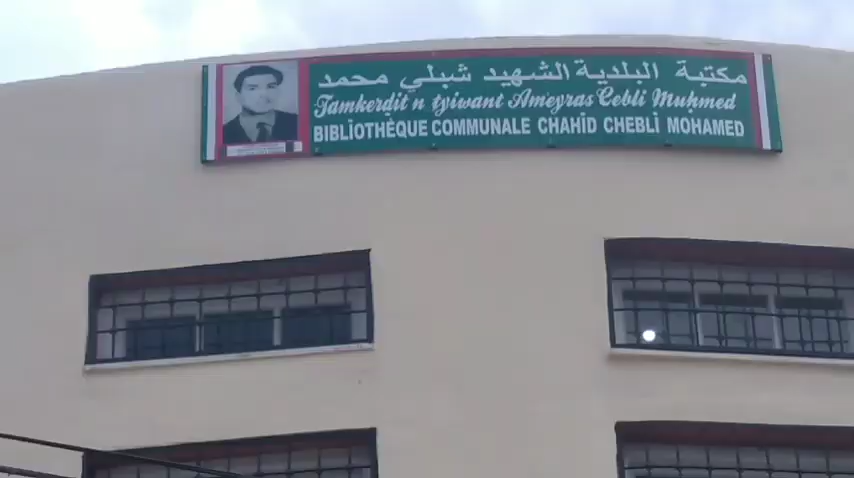 مكتبة البلدية الشهيد شبلي محمد
Tamkerḍit n tɣiwant Ameɣras Cebli Muḥmed
BIBLIOTHÈQUE COMMUNALE CHAHID CHEBLI MOHAMED